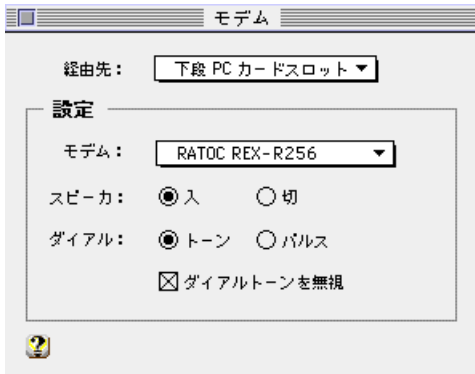 モデム
経由先： 下段 PC カードスロット
設定
モデム： RATOC REX-R256
スピーカ： 入 切
ダイアル： トーン パルス
ダイアルトーンを無視
?